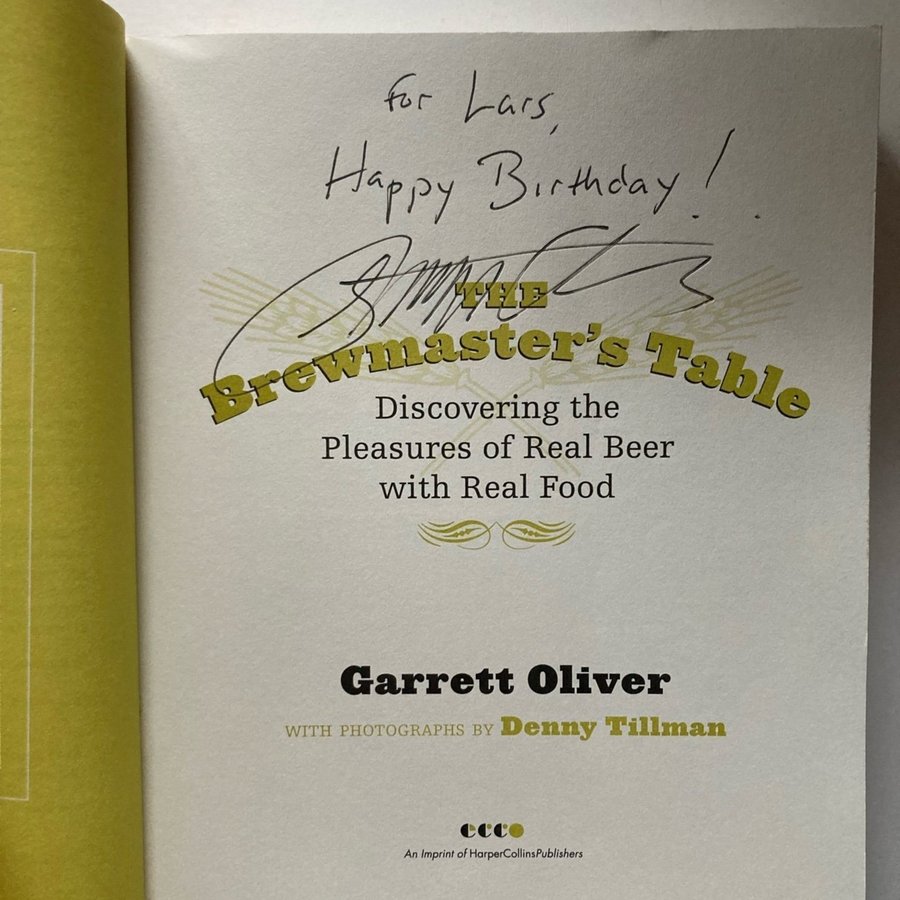 For Lars,
Happy Birthday!
THE
Brewmaster's Table
Discovering the
Pleasures of Real Beer
with Real Food
Garrett Oliver
WITH PHOTOGRAPHS BY Denny Tillman
ecco
An Imprint of HarperCollinsPublishers